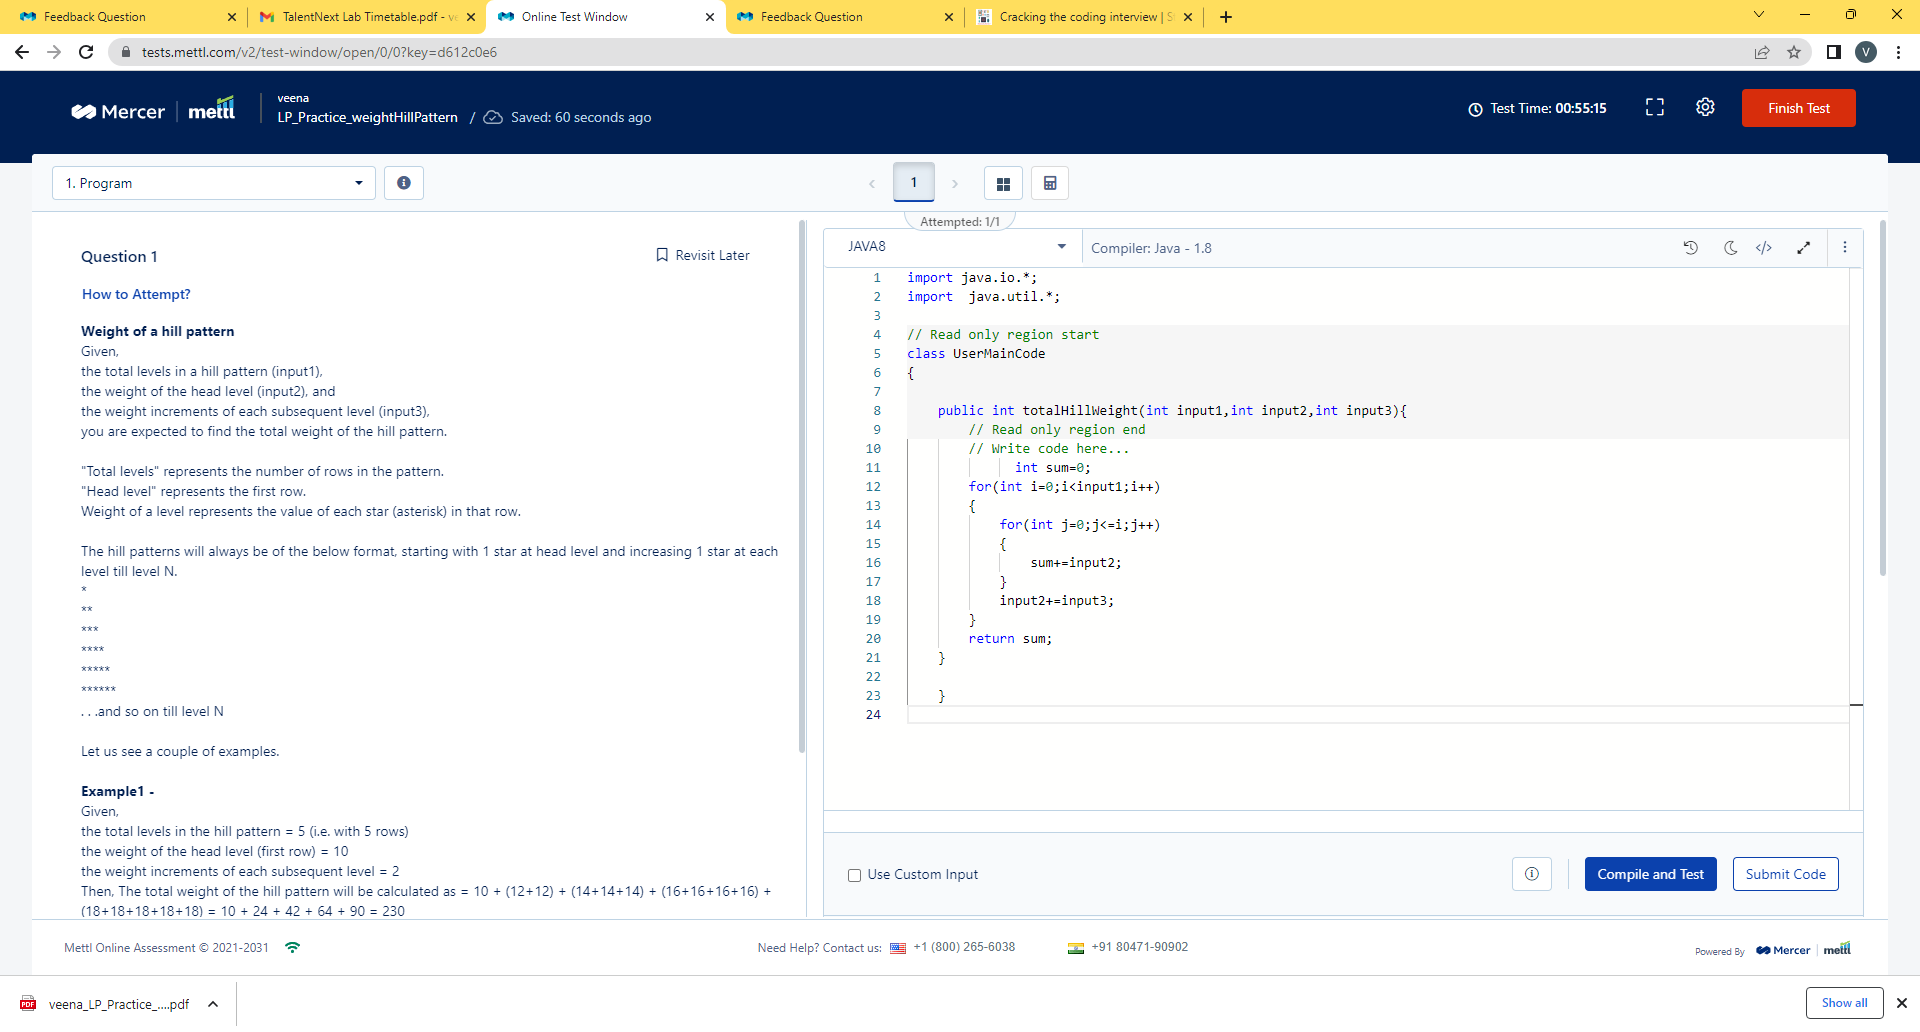 Feedback Question
TalentNext Lab Timetable.pdf - ve
Online Test Window
Feedback Question
Cracking the coding interview | S
tests.mettl.com/v2/test-window/open/0/0?key=d612c0e6
V
Mercer mettl
veena
LP_Practice_weightHillPattern / Saved: 60 seconds ago
Test Time: 00:55:15
Finish Test
1. Program
1
Attempted: 1/1
Question 1
Revisit Later
How to Attempt?
Weight of a hill pattern
Given,
the total levels in a hill pattern (input1),
the weight of the head level (input2), and
the weight increments of each subsequent level (input3),
you are expected to find the total weight of the hill pattern.
"Total levels" represents the number of rows in the pattern.
"Head level" represents the first row.
Weight of a level represents the value of each star (asterisk) in that row.
The hill patterns will always be of the below format, starting with 1 star at head level and increasing 1 star at each
level till level N.
*
**
***
****
*****
******
. . .and so on till level N
Let us see a couple of examples.
Example1 -
Given,
the total levels in the hill pattern = 5 (i.e. with 5 rows)
the weight of the head level (first row) = 10
the weight increments of each subsequent level = 2
Then, The total weight of the hill pattern will be calculated as = 10 + (12+12) + (14+14+14) + (16+16+16+16) +
(18+18+18+18+18) = 10 + 24 + 42 + 64 + 90 = 230
JAVA8
Compiler: Java - 1.8
1 import java.io.*;
2 import  java.util.*;
3
4 // Read only region start
5 class UserMainCode
6 {
7
8     public int totalHillWeight(int input1,int input2,int input3){
9         // Read only region end
10         // Write code here...
11               int sum=0;
12         for(int i=0;i<input1;i++)
13         {
14             for(int j=0;j<=i;j++)
15             {
16                 sum+=input2;
17             }
18             input2+=input3;
19         }
20         return sum;
21     }
22
23     }
24
Use Custom Input
Compile and Test
Submit Code
Mettl Online Assessment © 2021-2031
Need Help? Contact us: +1 (800) 265-6038
+91 80471-90902
Powered By Mercer mettl
PDF veena_LP_Practice_....pdf
Show all